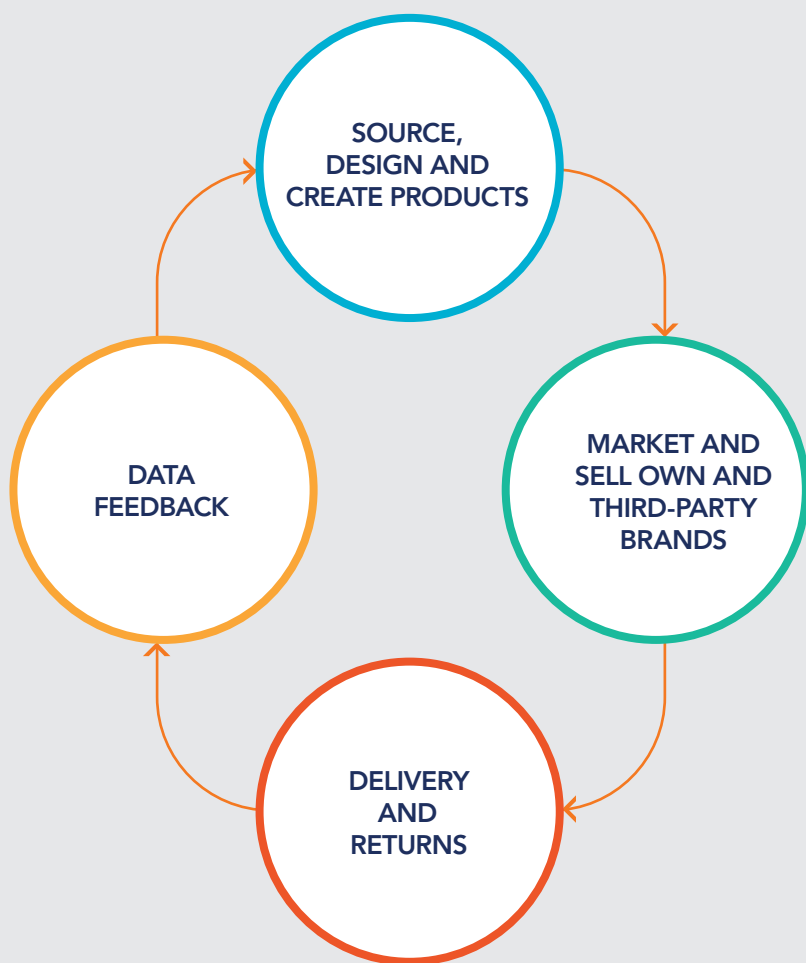 SOURCE,
DESIGN AND
CREATE PRODUCTS
MARKET AND
SELL OWN AND
THIRD-PARTY
BRANDS
DELIVERY
AND
RETURNS
DATA
FEEDBACK